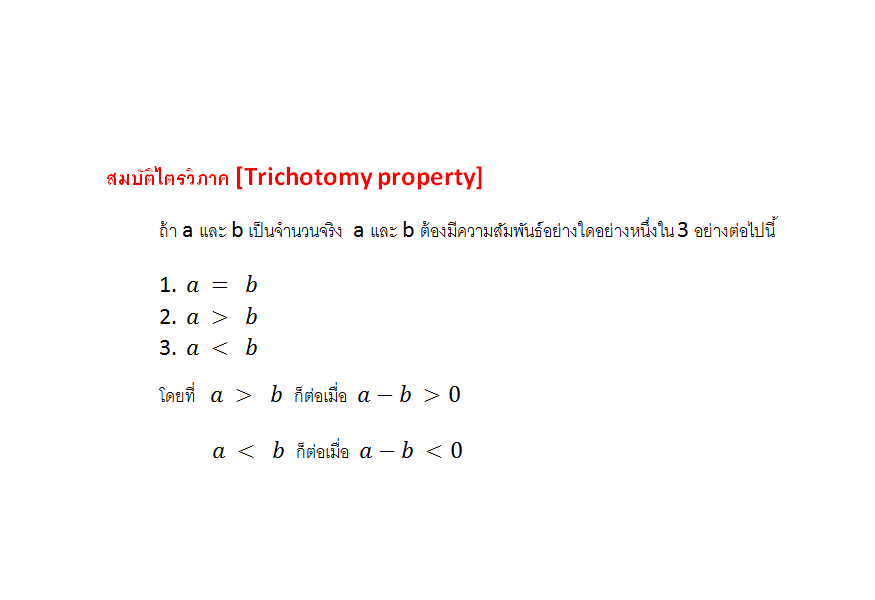 สมบัติไตรวิภาค [Trichotomy property]
ถ้า a และ b เป็นจำนวนจริง a และ b ต้องมีความสัมพันธ์อย่างใดอย่างหนึ่งใน 3 อย่างต่อไปนี้
1. a = b
2. a > b
3. a < b
โดยที่ a > b ก็ต่อเมื่อ a − b > 0
a < b ก็ต่อเมื่อ a − b < 0